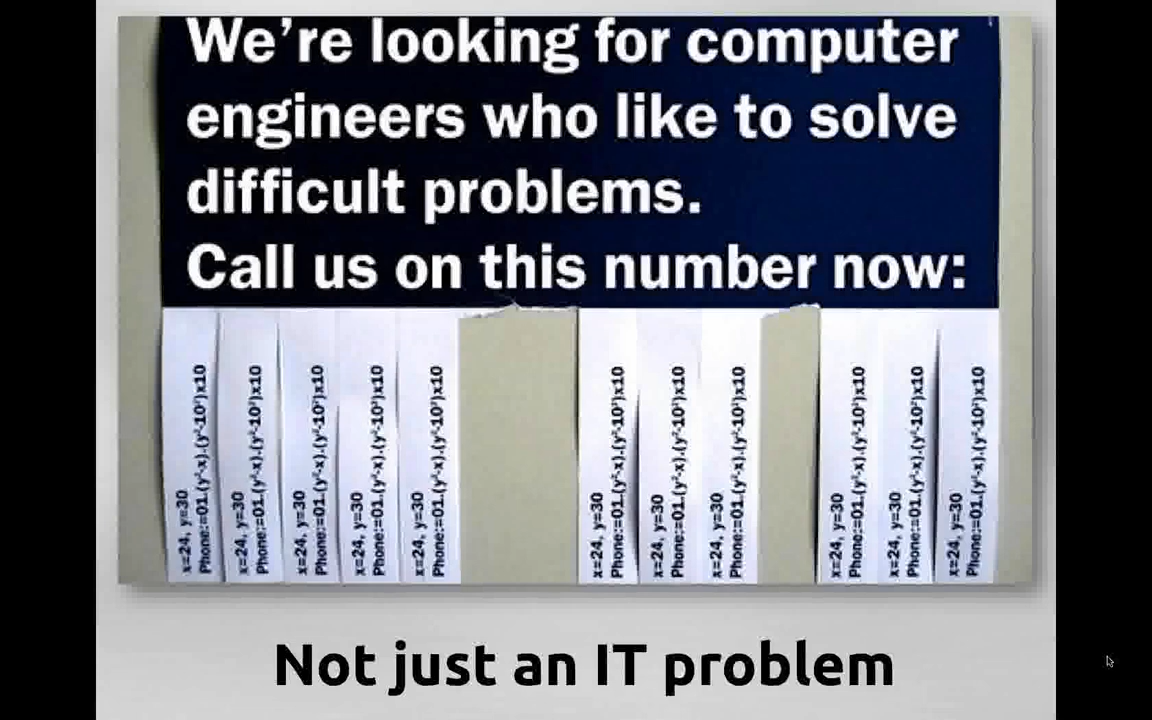 We're looking for computer
engineers who like to solve
difficult problems.
Call us on this number now:
x=24, y=30
Phone:=01.(y²-x).(y²-10²)x10
x=24, y=30
Phone:=01.(y²-x).(y²-10²)x10
x=24, y=30
Phone:=01.(y²-x).(y²-10²)x10
x=24, y=30
Phone:=01.(y²-x).(y²-10²)x10
x=24, y=30
Phone:=01.(y²-x).(y²-10²)x10
x=24, y=30
Phone:=01.(y²-x).(y²-10²)x10
x=24, y=30
Phone:=01.(y²-x).(y²-10²)x10
x=24, y=30
Phone:=01.(y²-x).(y²-10²)x10
x=24, y=30
Phone:=01.(y²-x).(y²-10²)x10
x=24, y=30
Phone:=01.(y²-x).(y²-10²)x10
x=24, y=30
Phone:=01.(y²-x).(y²-10²)x10
Not just an IT problem